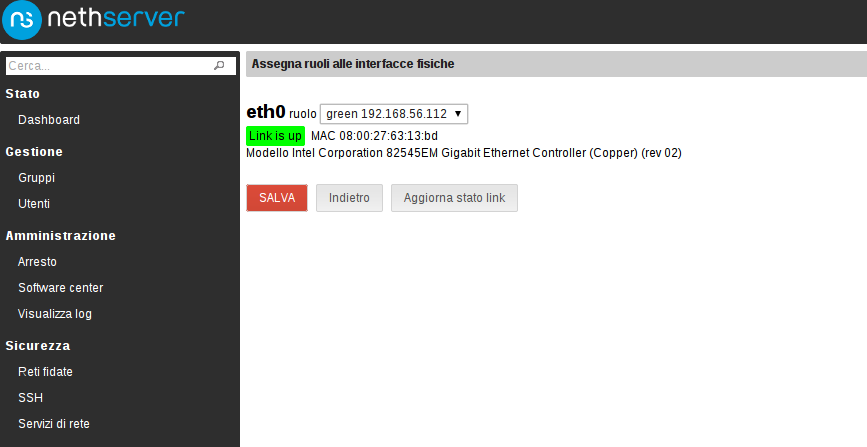 ns nethserver
Cerca...
Stato
Dashboard
Gestione
Gruppi
Utenti
Amministrazione
Arresto
Software center
Visualizza log
Sicurezza
Reti fidate
SSH
Servizi di rete
Assegna ruoli alle interfacce fisiche
eth0 ruolo green 192.168.56.112
Link is up MAC 08:00:27:63:13:bd
Modello Intel Corporation 82545EM Gigabit Ethernet Controller (Copper) (rev 02)
SALVA Indietro Aggiorna stato link